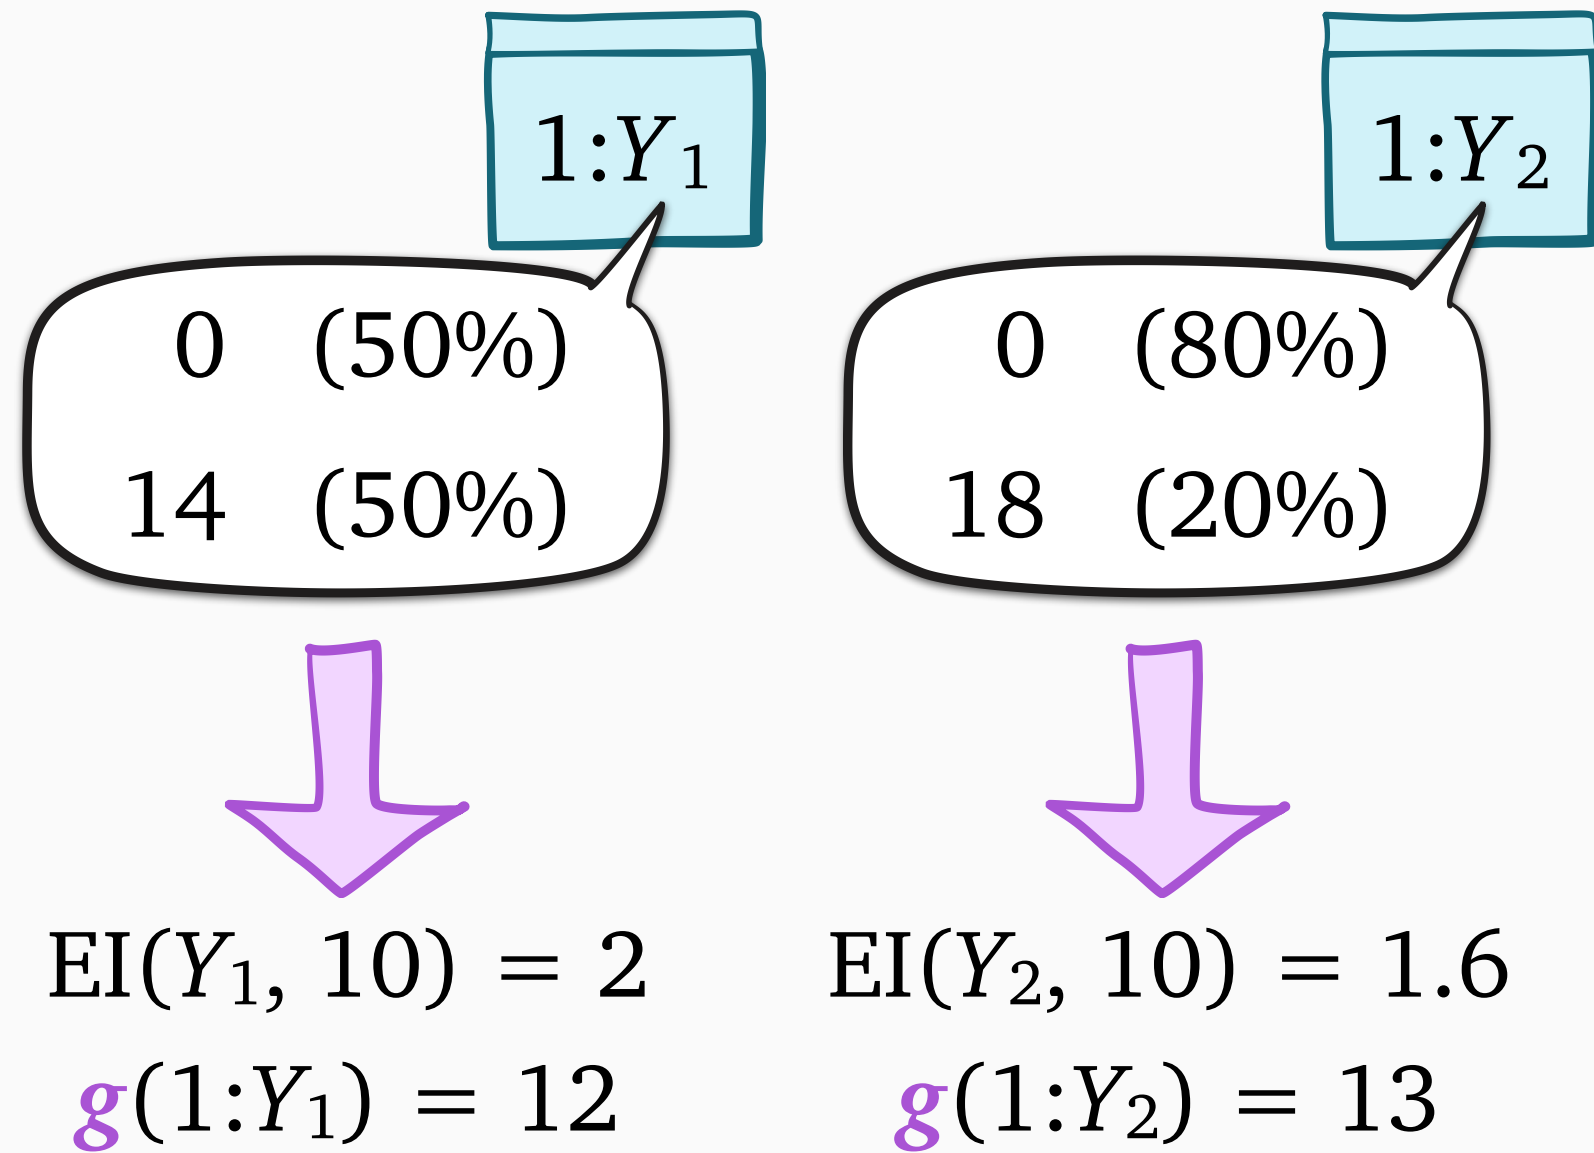 1:Y₁ 1:Y₂
0 (50%) 0 (80%)
14 (50%) 18 (20%)
EI(Y₁, 10) = 2 EI(Y₂, 10) = 1.6
g(1:Y₁) = 12 g(1:Y₂) = 13